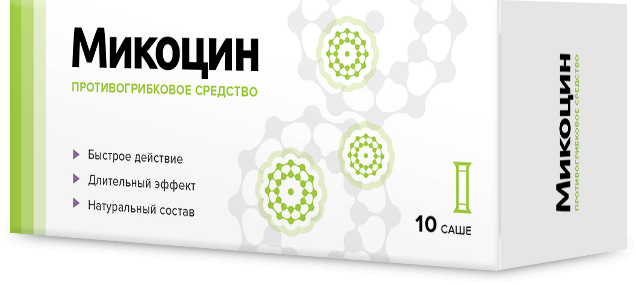 Микоцин
ПРОТИВОГРИБКОВОЕ СРЕДСТВО
Быстрое действие
Длительный эффект
Натуральный состав
10 САШЕ
Микоцин
ПРОТИВОГРИБКОВОЕ СРЕДСТВО